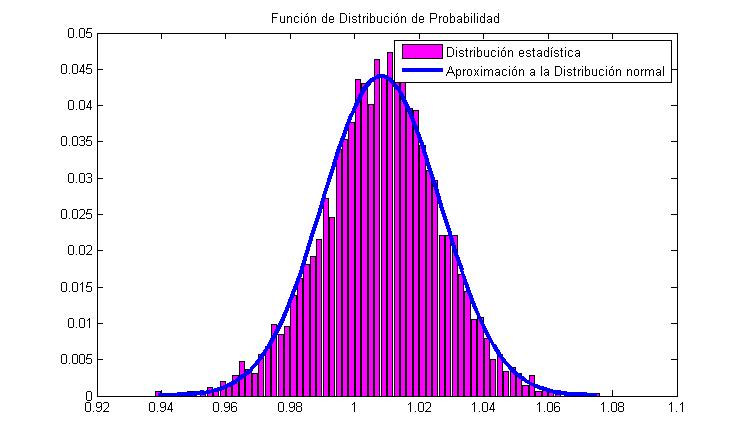 Función de Distribución de Probabilidad
0.05
Distribución estadística
Aproximación a la Distribución normal
0.045
0.04
0.035
0.03
0.025
0.02
0.015
0.01
0.005
0
0.92 0.94 0.96 0.98 1 1.02 1.04 1.06 1.08 1.1